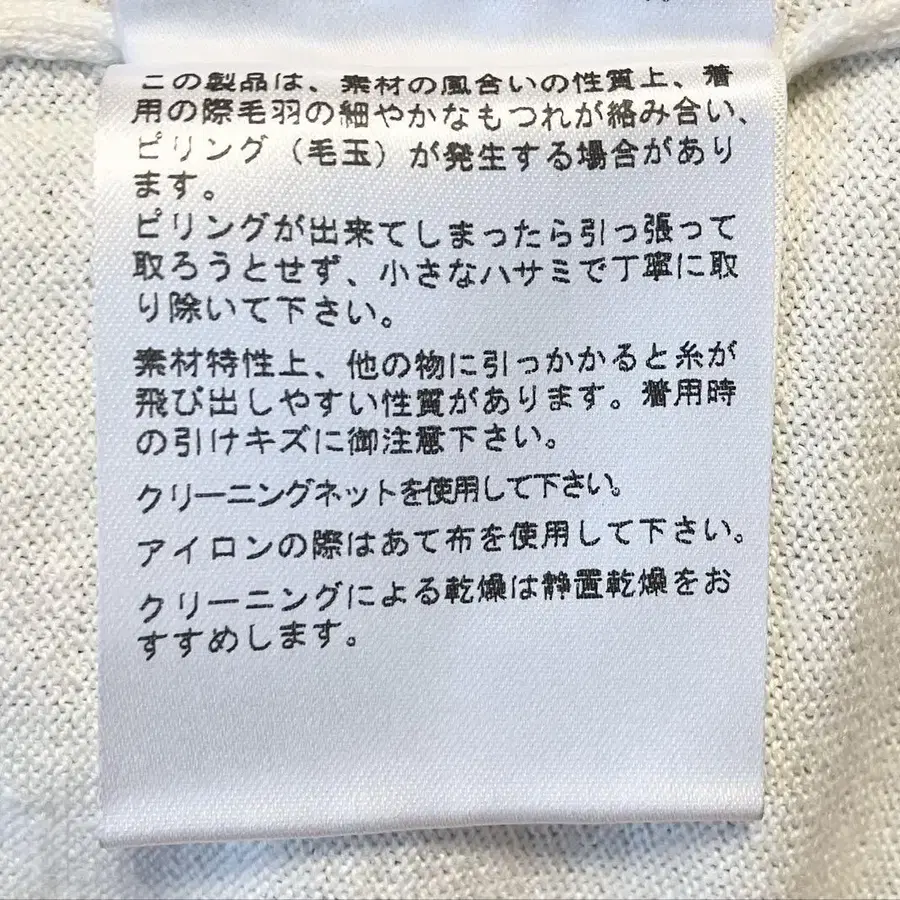 この製品は、素材の風合いの性質上、着
用の際毛羽の細やかなもつれが絡み合い、
ピリング（毛玉）が発生する場合があり
ます。
ピリングが出来てしまったら引っ張って
取ろうとせず、小さなハサミで丁寧に取
り除いて下さい。
素材特性上、他の物に引っかかると糸が
飛び出しやすい性質があります。着用時
の引けキズに御注意下さい。
クリーニングネットを使用して下さい。
アイロンの際はあて布を使用して下さい。
クリーニングによる乾燥は静置乾燥をお
すすめします。